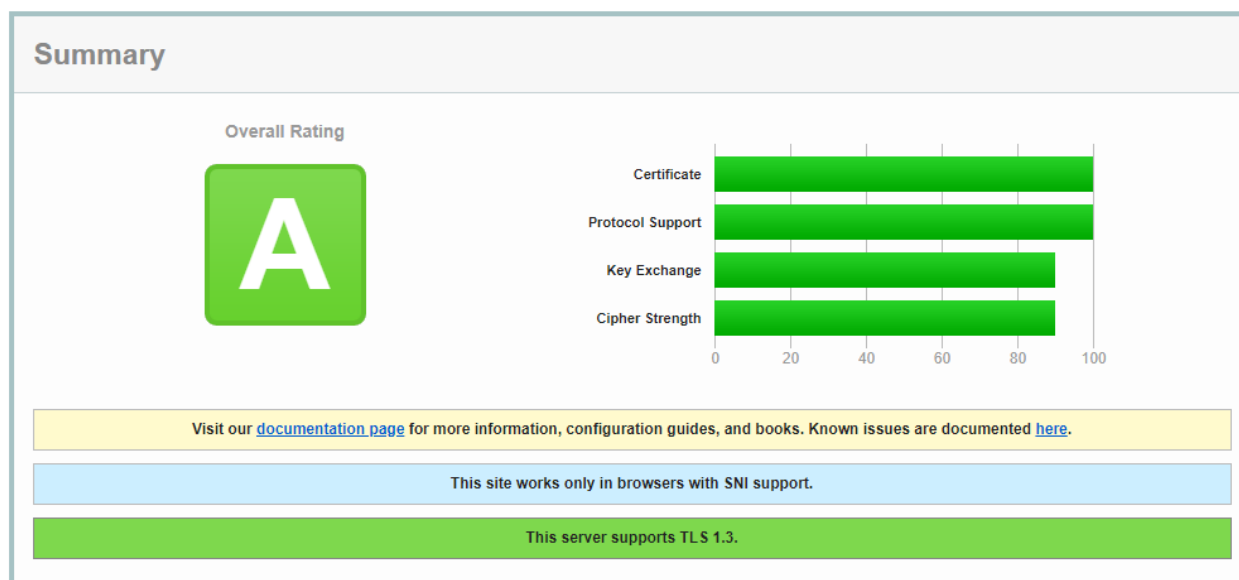 Summary
Overall Rating
A
Certificate
Protocol Support
Key Exchange
Cipher Strength
0 20 40 60 80 100
Visit our documentation page for more information, configuration guides, and books. Known issues are documented here.
This site works only in browsers with SNI support.
This server supports TLS 1.3.